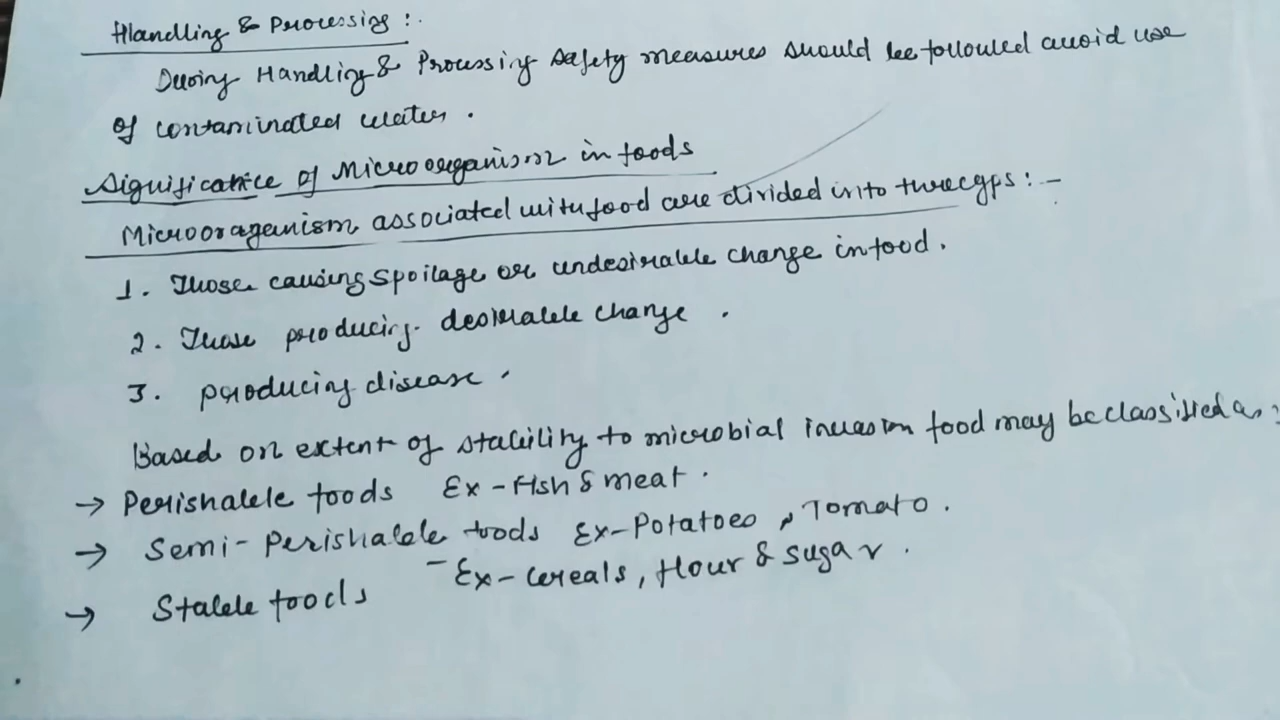 Handling & Processing :.
During Handling & Processing safety measures should be followed avoid use
of contaminated water .
Significance of Microorganism in foods
Microorageniism associated with food are divided into three gps : -
1. Those causing spoilage or undesirable change in food .
2. Those producing desirable change .
3. producing disease .
Based on extent of stability to microbial invasion food may be classified as :
→ Perishable foods Ex - Fish & meat .
→ Semi - Perishable foods Ex - Potatoes , Tomato .
→ Stable foods - Ex - cereals , flour & sugar .